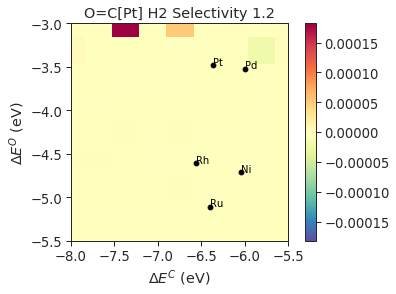 O=C[Pt] H2 Selectivity 1.2
−3.0
−3.5
−4.0
−4.5
−5.0
−5.5
ΔE^O (eV)
Pt
Pd
Rh
Ni
Ru
−8.0 −7.5 −7.0 −6.5 −6.0 −5.5
ΔE^C (eV)
0.00015
0.00010
0.00005
0.00000
−0.00005
−0.00010
−0.00015